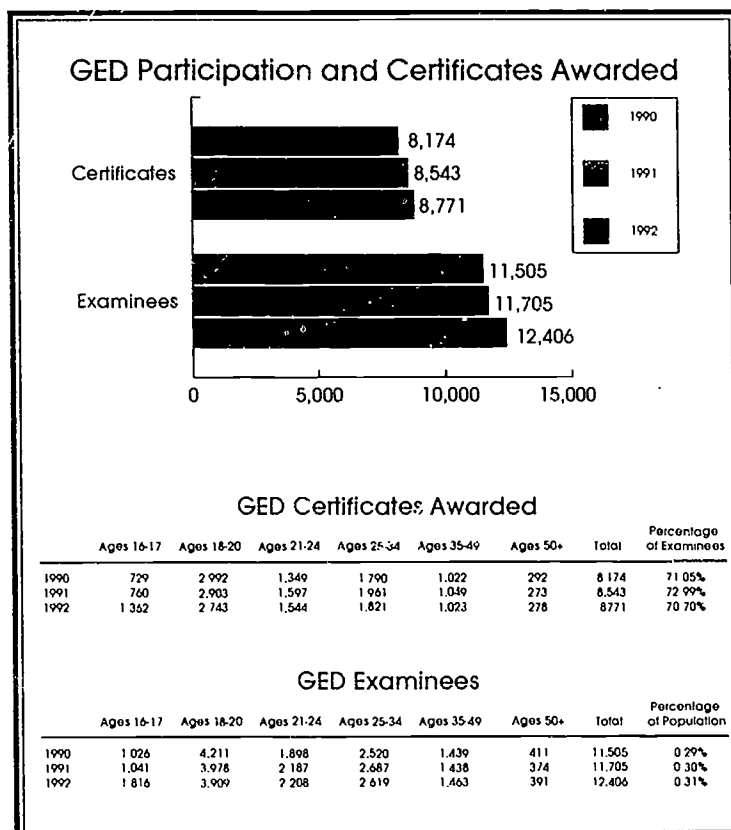 GED Participation and Certificates Awarded
1990
8,174
Certificates
8,543
1991
8,771
1992
11,505
Examinees
11,705
12,406
0 5,000 10,000 15,000
GED Certificates Awarded
Percentage
Ages 16-17 Ages 18-20 Ages 21-24 Ages 25-34 Ages 35-49 Ages 50+ Total of Examinees
1990 729 2 992 1,349 1 790 1,022 292 8 174 71 05%
1991 760 2,903 1,597 1 961 1,049 273 8,543 72 99%
1992 1 362 2 743 1,544 1,821 1,023 278 8771 70 70%
GED Examinees
Percentage
Ages 16-17 Ages 18-20 Ages 21-24 Ages 25-34 Ages 35-49 Ages 50+ Total of Population
1990 1 026 4,211 1,898 2,520 1,439 411 11,505 0 29%
1991 1,041 3,978 2 187 2,687 1 438 374 11,705 0 30%
1992 1 816 3,909 2 208 2 619 1,463 391 12,406 0 31%